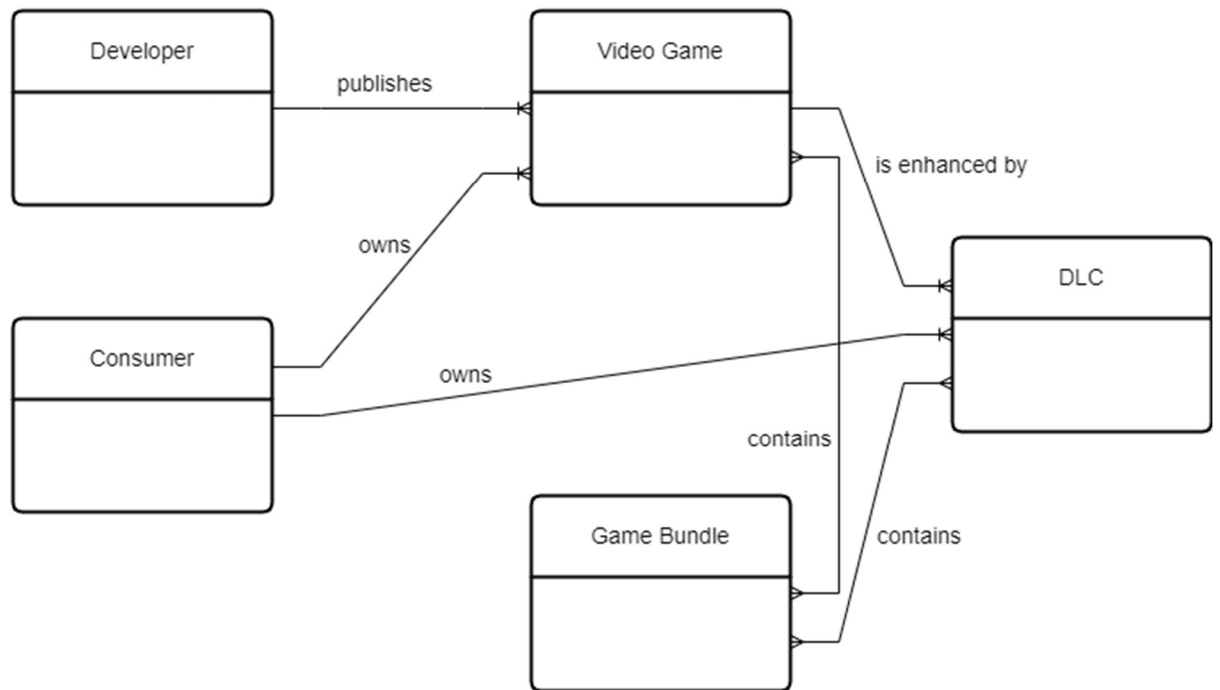 Developer
Video Game
publishes
is enhanced by
owns
DLC
Consumer
owns
contains
Game Bundle
contains